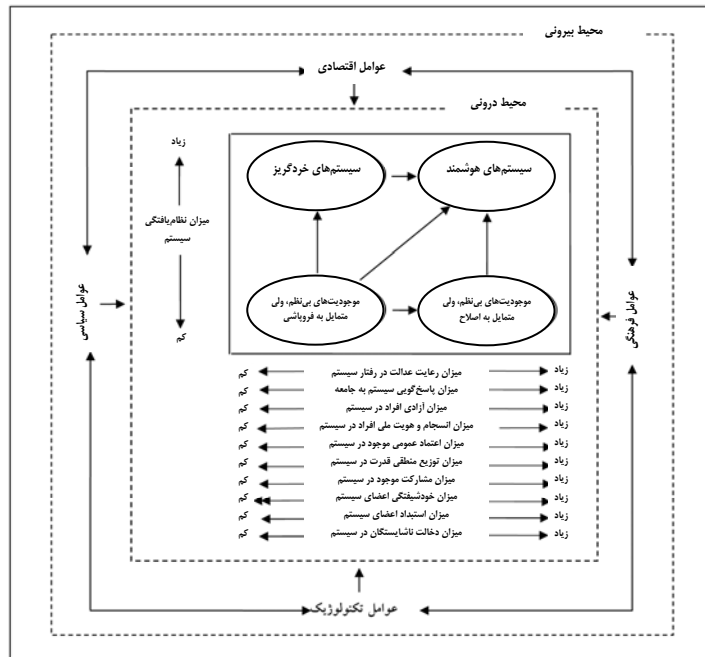 محیط بیرونی
عوامل اقتصادی
محیط درونی
زیاد
میزان نظام‌یافتگی
سیستم
کم
سیستم‌های هوشمند
سیستم‌های خردگریز
موجودیت‌های بی‌نظم، ولی
متمایل به اصلاح
موجودیت‌های بی‌نظم، ولی
متمایل به فروپاشی
عوامل فرهنگی
عوامل سیاسی
زیاد میزان رعایت عدالت در رفتار سیستم کم
زیاد میزان پاسخ‌گویی سیستم به جامعه کم
زیاد میزان آزادی افراد در سیستم کم
زیاد میزان انسجام و هویت ملی افراد در سیستم کم
زیاد میزان اعتماد عمومی موجود در سیستم کم
زیاد میزان توزیع منطقی قدرت در سیستم کم
زیاد میزان مشارکت موجود در سیستم کم
زیاد میزان خودشیفتگی اعضای سیستم کم
زیاد میزان استبداد اعضای سیستم کم
زیاد میزان دخالت ناشایستگان در سیستم کم
عوامل تکنولوژیک